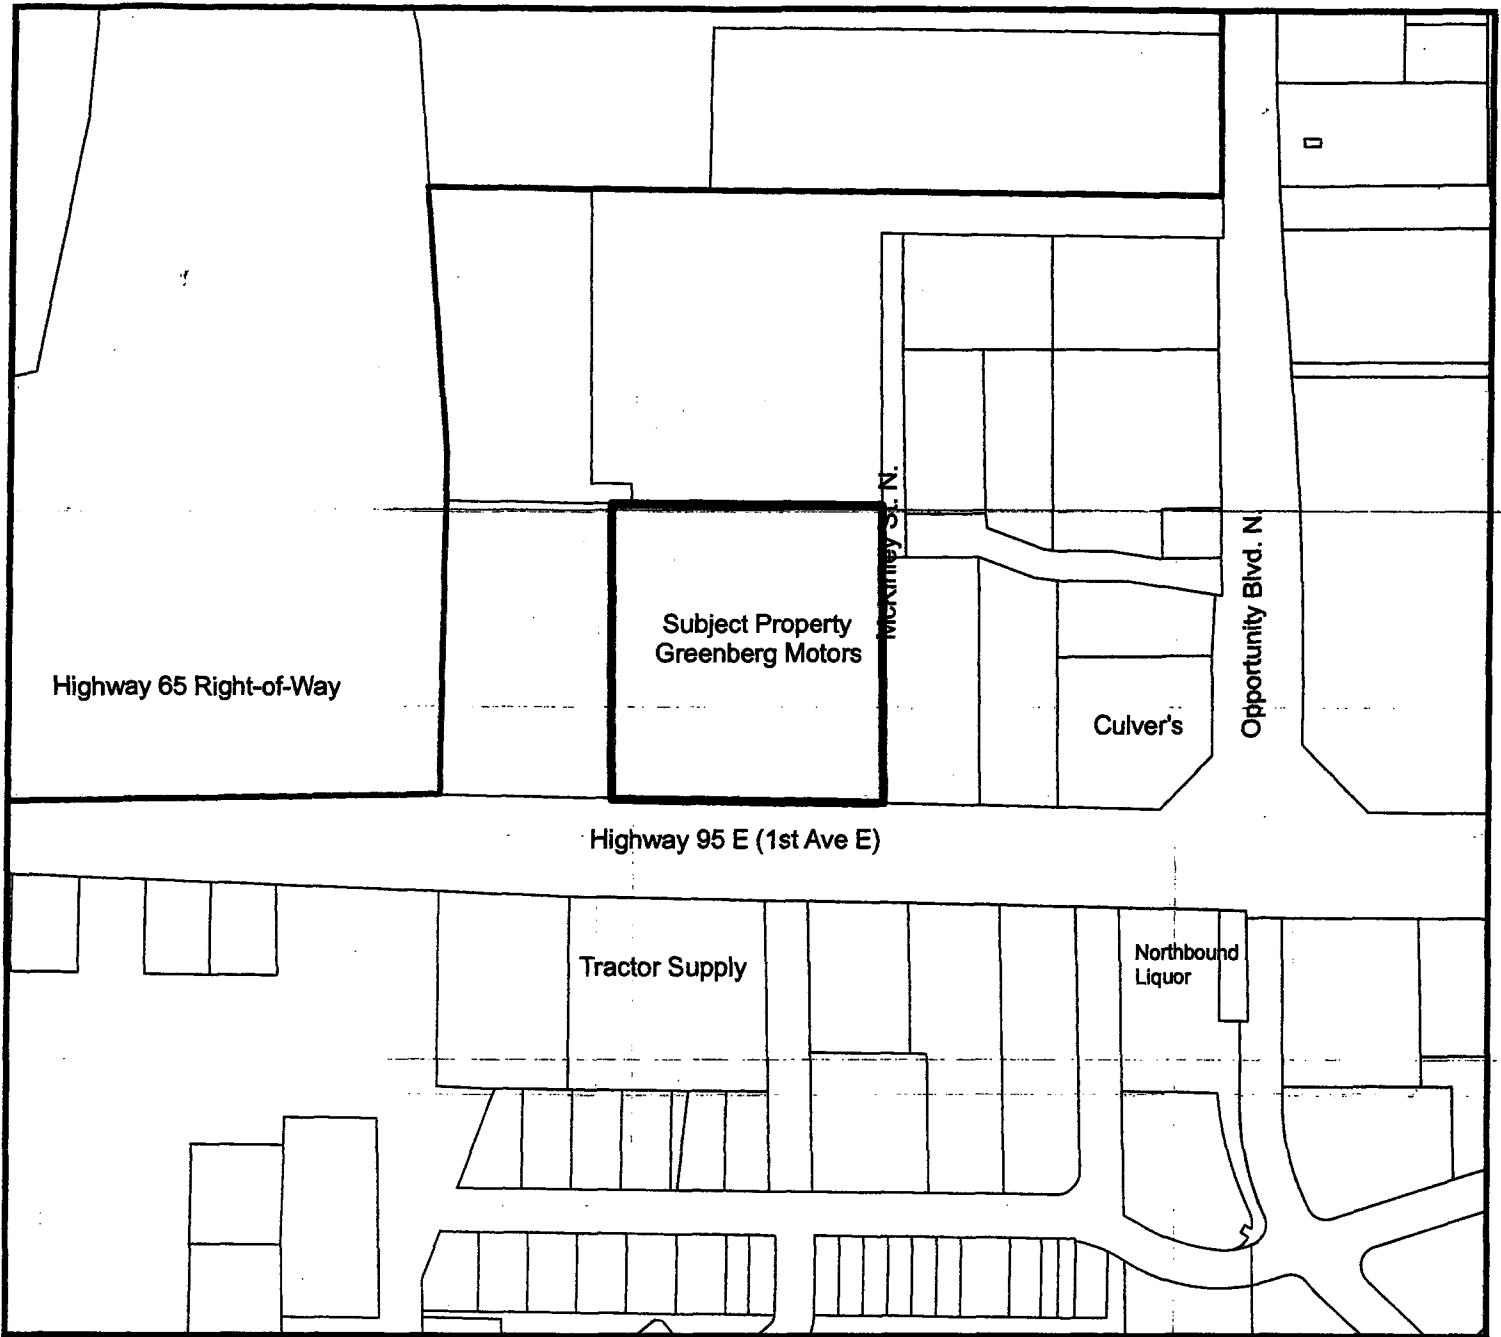 McKinley St. N.
Opportunity Blvd. N.
Subject Property
Greenberg Motors
Highway 65 Right-of-Way
Culver's
Highway 95 E (1st Ave E)
Tractor Supply
Northbound
Liquor